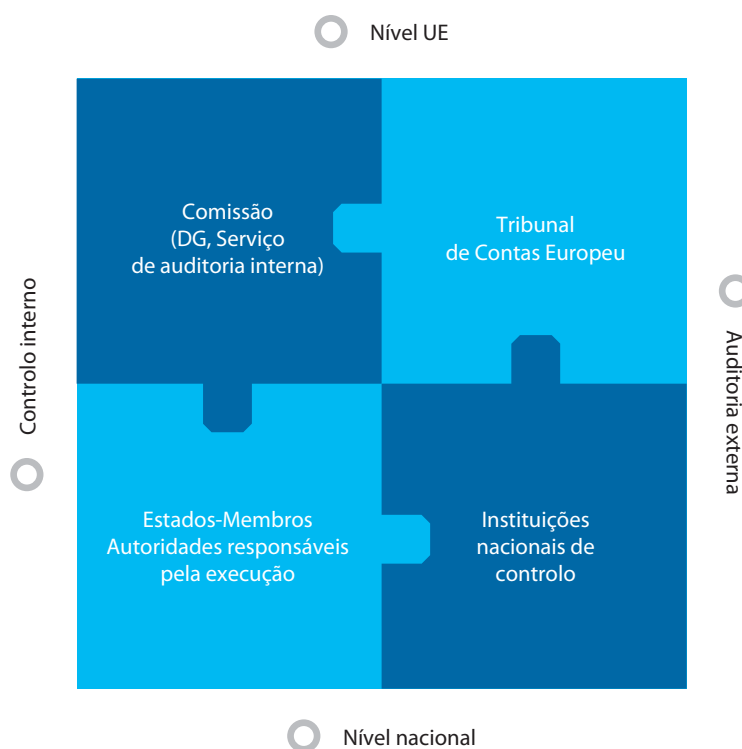 Nível UE
Comissão
(DG, Serviço
de auditoria interna)
Tribunal
de Contas Europeu
Controlo interno
Auditoria externa
Estados-Membros
Autoridades responsáveis
pela execução
Instituições
nacionais de
controlo
Nível nacional